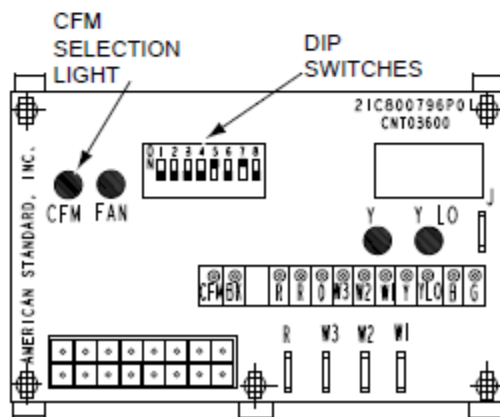 CFM
SELECTION
LIGHT
DIP
SWITCHES
21C800796P01
CNT03600
AMERICAN STANDARD, INC.
ON
1 2 3 4 5 6 7 8
CFM FAN
Y Y LO
J
CFM BK R R O W3 W2 W1 Y YLO B G
R W3 W2 W1